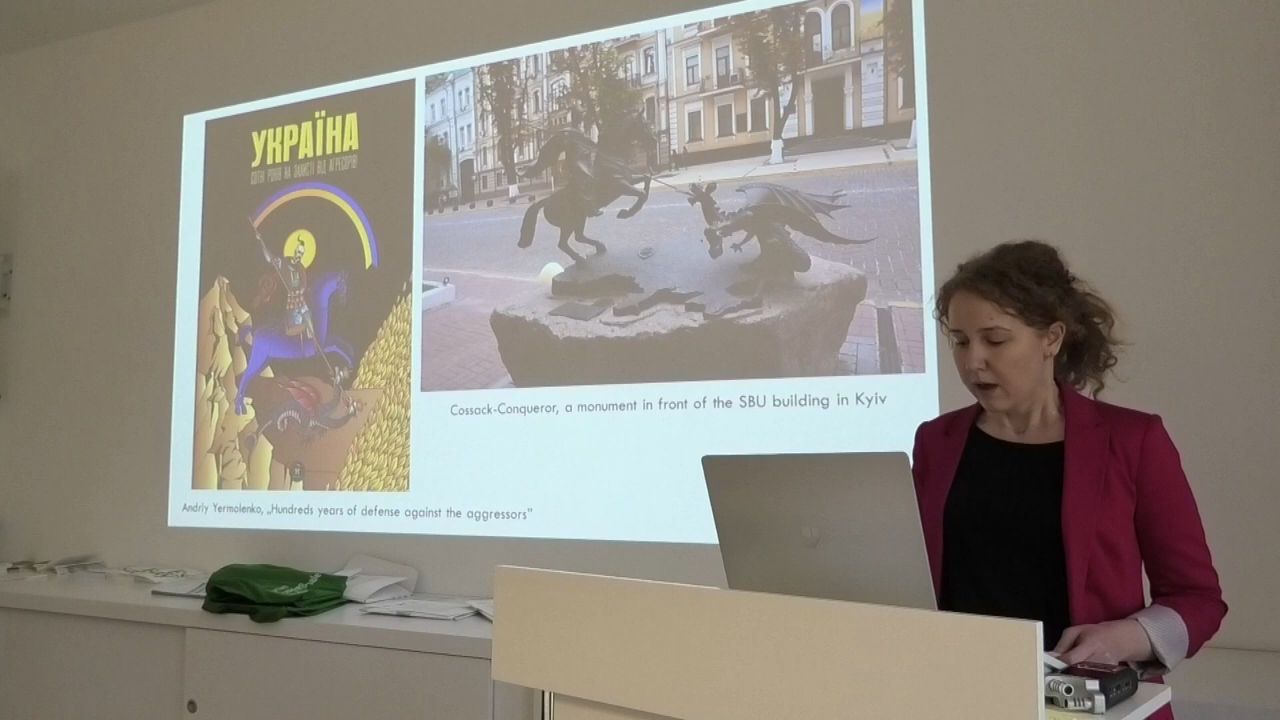 УКРАЇНА
СОТНІ РОКІВ НА ЗАХИСТІ ВІД АГРЕСОРІВ
Cossack-Conqueror, a monument in front of the SBU building in Kyiv
Andriy Yermolenko, „Hundreds years of defense against the aggressors"